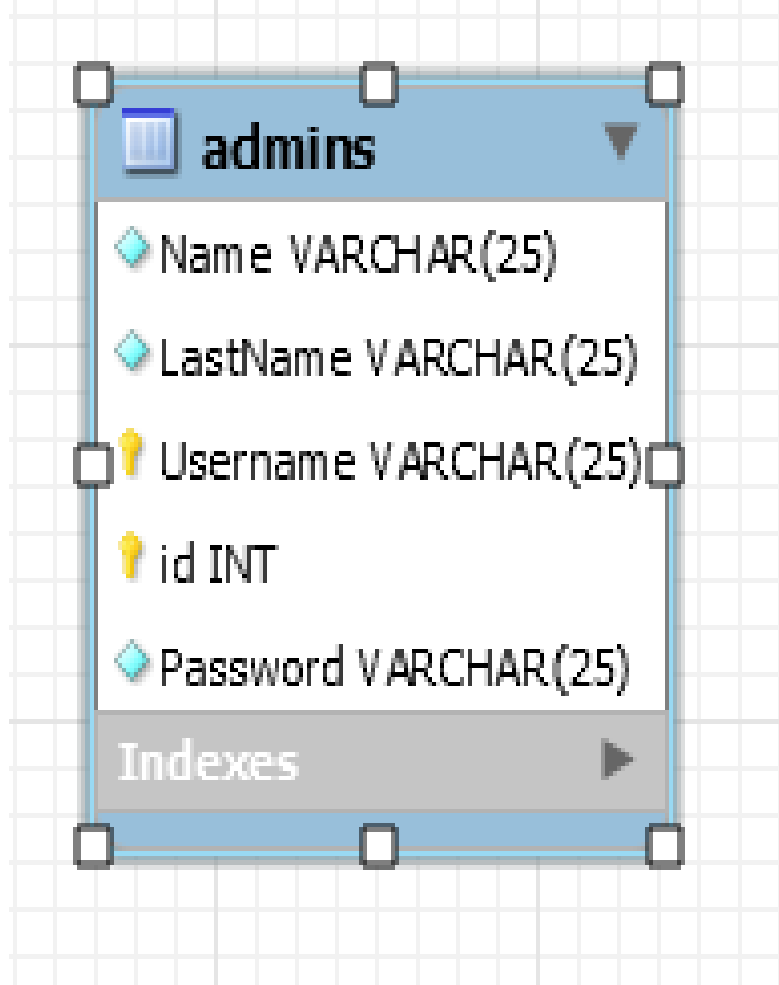 admins
Name VARCHAR(25)
LastName VARCHAR(25)
Username VARCHAR(25)
id INT
Password VARCHAR(25)
Indexes